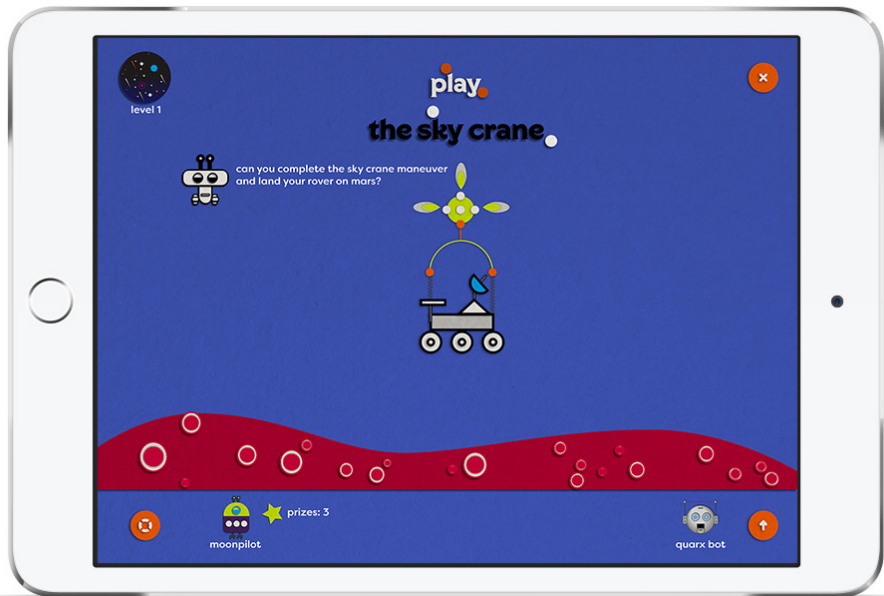 play
the sky crane
level 1
can you complete the sky crane maneuver
and land your rover on mars?
prizes: 3
moonpilot
quarx bot